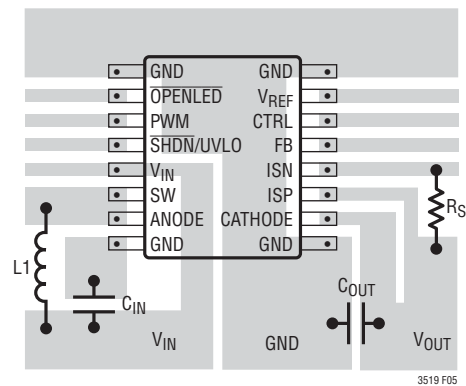 GND GND
OPENLED VREF
PWM CTRL
SHDN/UVLO FB
VIN ISN
SW ISP
ANODE CATHODE
GND GND
RS
L1
CIN
COUT
VIN GND VOUT
3519 F05